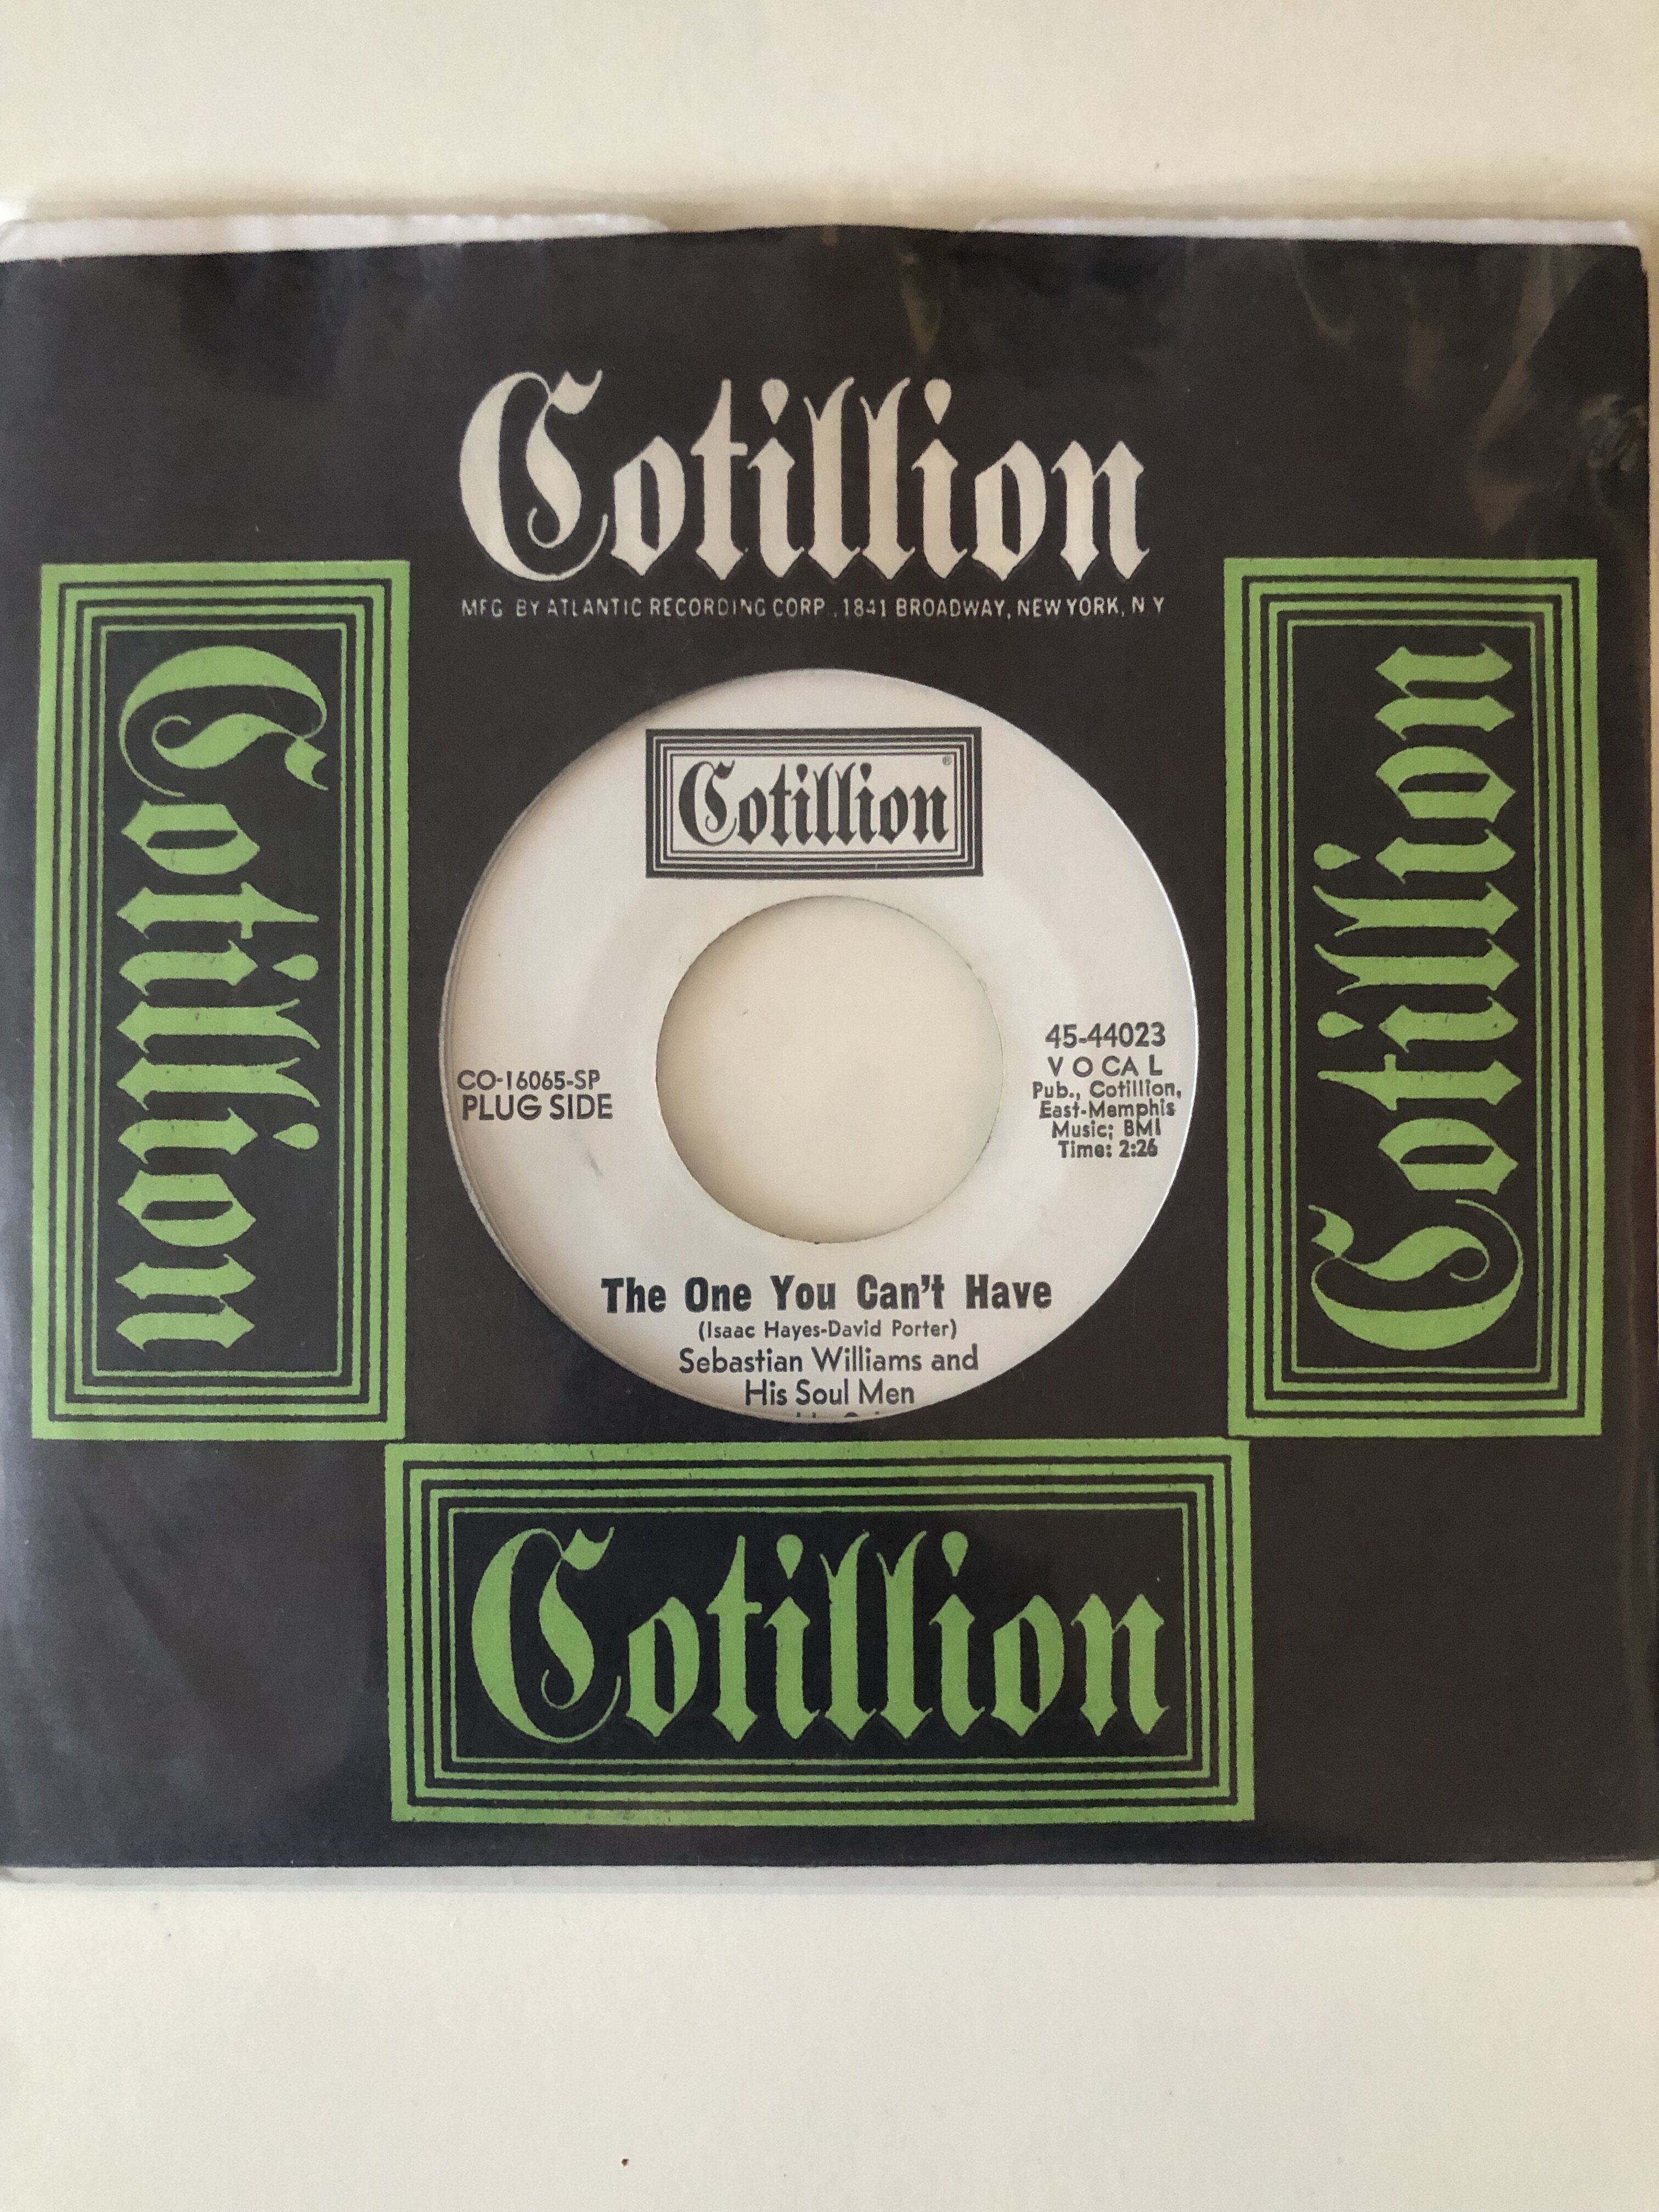 Cotillion
MFG BY ATLANTIC RECORDING CORP., 1841 BROADWAY, NEW YORK, N Y
Cotillion
Cotillion
Cotillion®
CO-16065-SP
PLUG SIDE
45-44023
VOCAL
Pub., Cotillion,
East-Memphis
Music; BMI
Time: 2:26
The One You Can't Have
(Isaac Hayes-David Porter)
Sebastian Williams and
His Soul Men
Cotillion